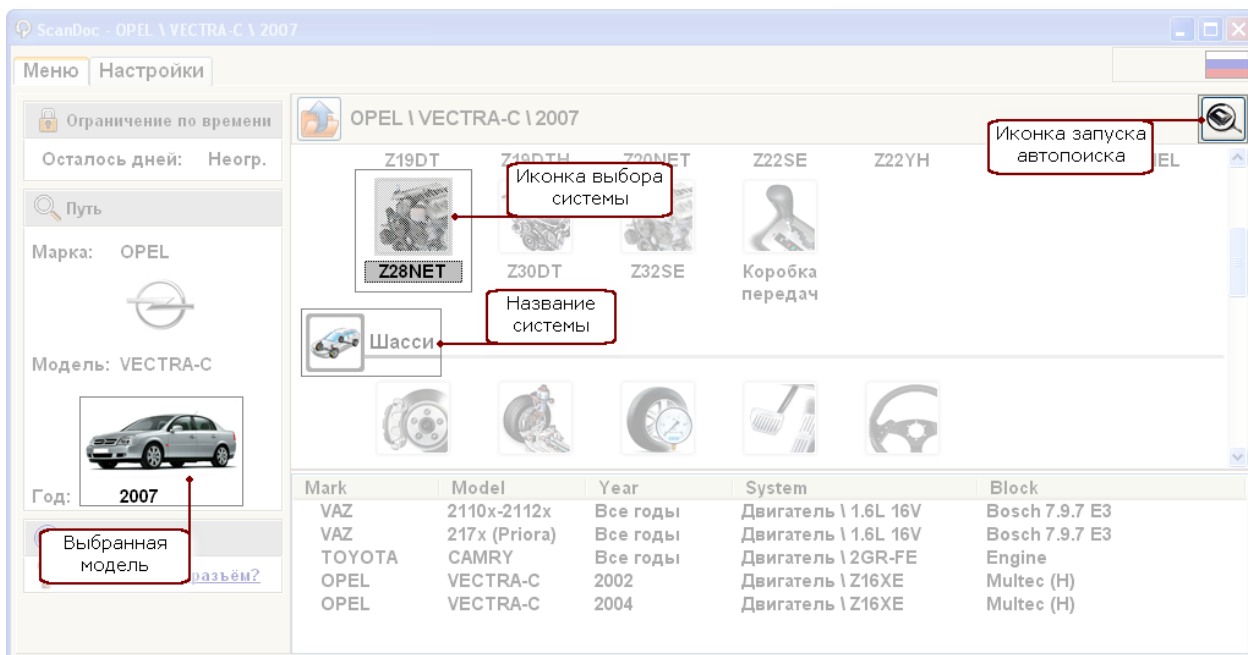 ScanDoc - OPEL \ VECTRA-C \ 2007
Меню Настройки
Ограничение по времени
Осталось дней: Неогр.
Путь
Марка: OPEL
Модель: VECTRA-C
Год: 2007
Выбранная
модель
разъём?
OPEL \ VECTRA-C \ 2007
Иконка запуска
автопоиска
Z19DT Z19DTH Z20NET Z22SE Z22YH EL
Иконка выбора
системы
Z28NET Z30DT Z32SE Коробка
передач
Название
системы
Шасси
Mark Model Year System Block
VAZ 2110x-2112x Все годы Двигатель \ 1.6L 16V Bosch 7.9.7 E3
VAZ 217x (Priora) Все годы Двигатель \ 1.6L 16V Bosch 7.9.7 E3
TOYOTA CAMRY Все годы Двигатель \ 2GR-FE Engine
OPEL VECTRA-C 2002 Двигатель \ Z16XE Multec (H)
OPEL VECTRA-C 2004 Двигатель \ Z16XE Multec (H)